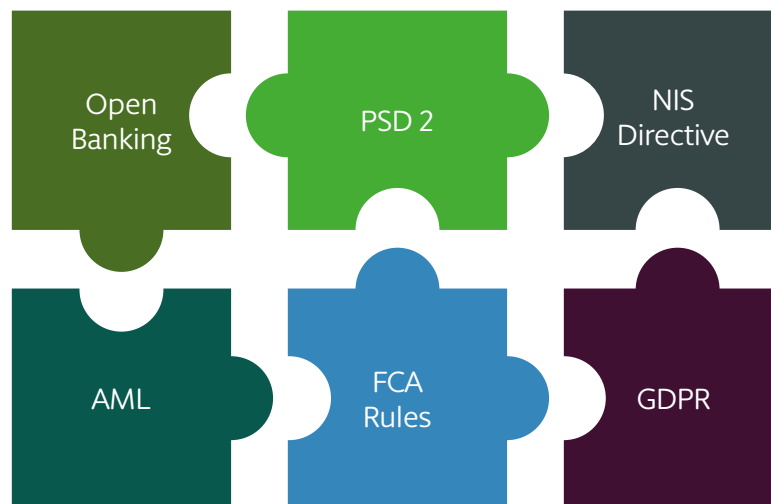 Open
Banking
PSD 2
NIS
Directive
AML
FCA
Rules
GDPR